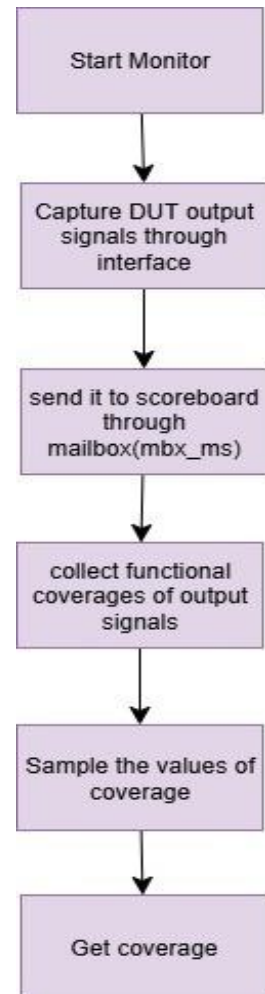 Start Monitor
Capture DUT output
signals through
interface
send it to scoreboard
through
mailbox(mbx_ms)
collect functional
coverages of output
signals
Sample the values of
coverage
Get coverage